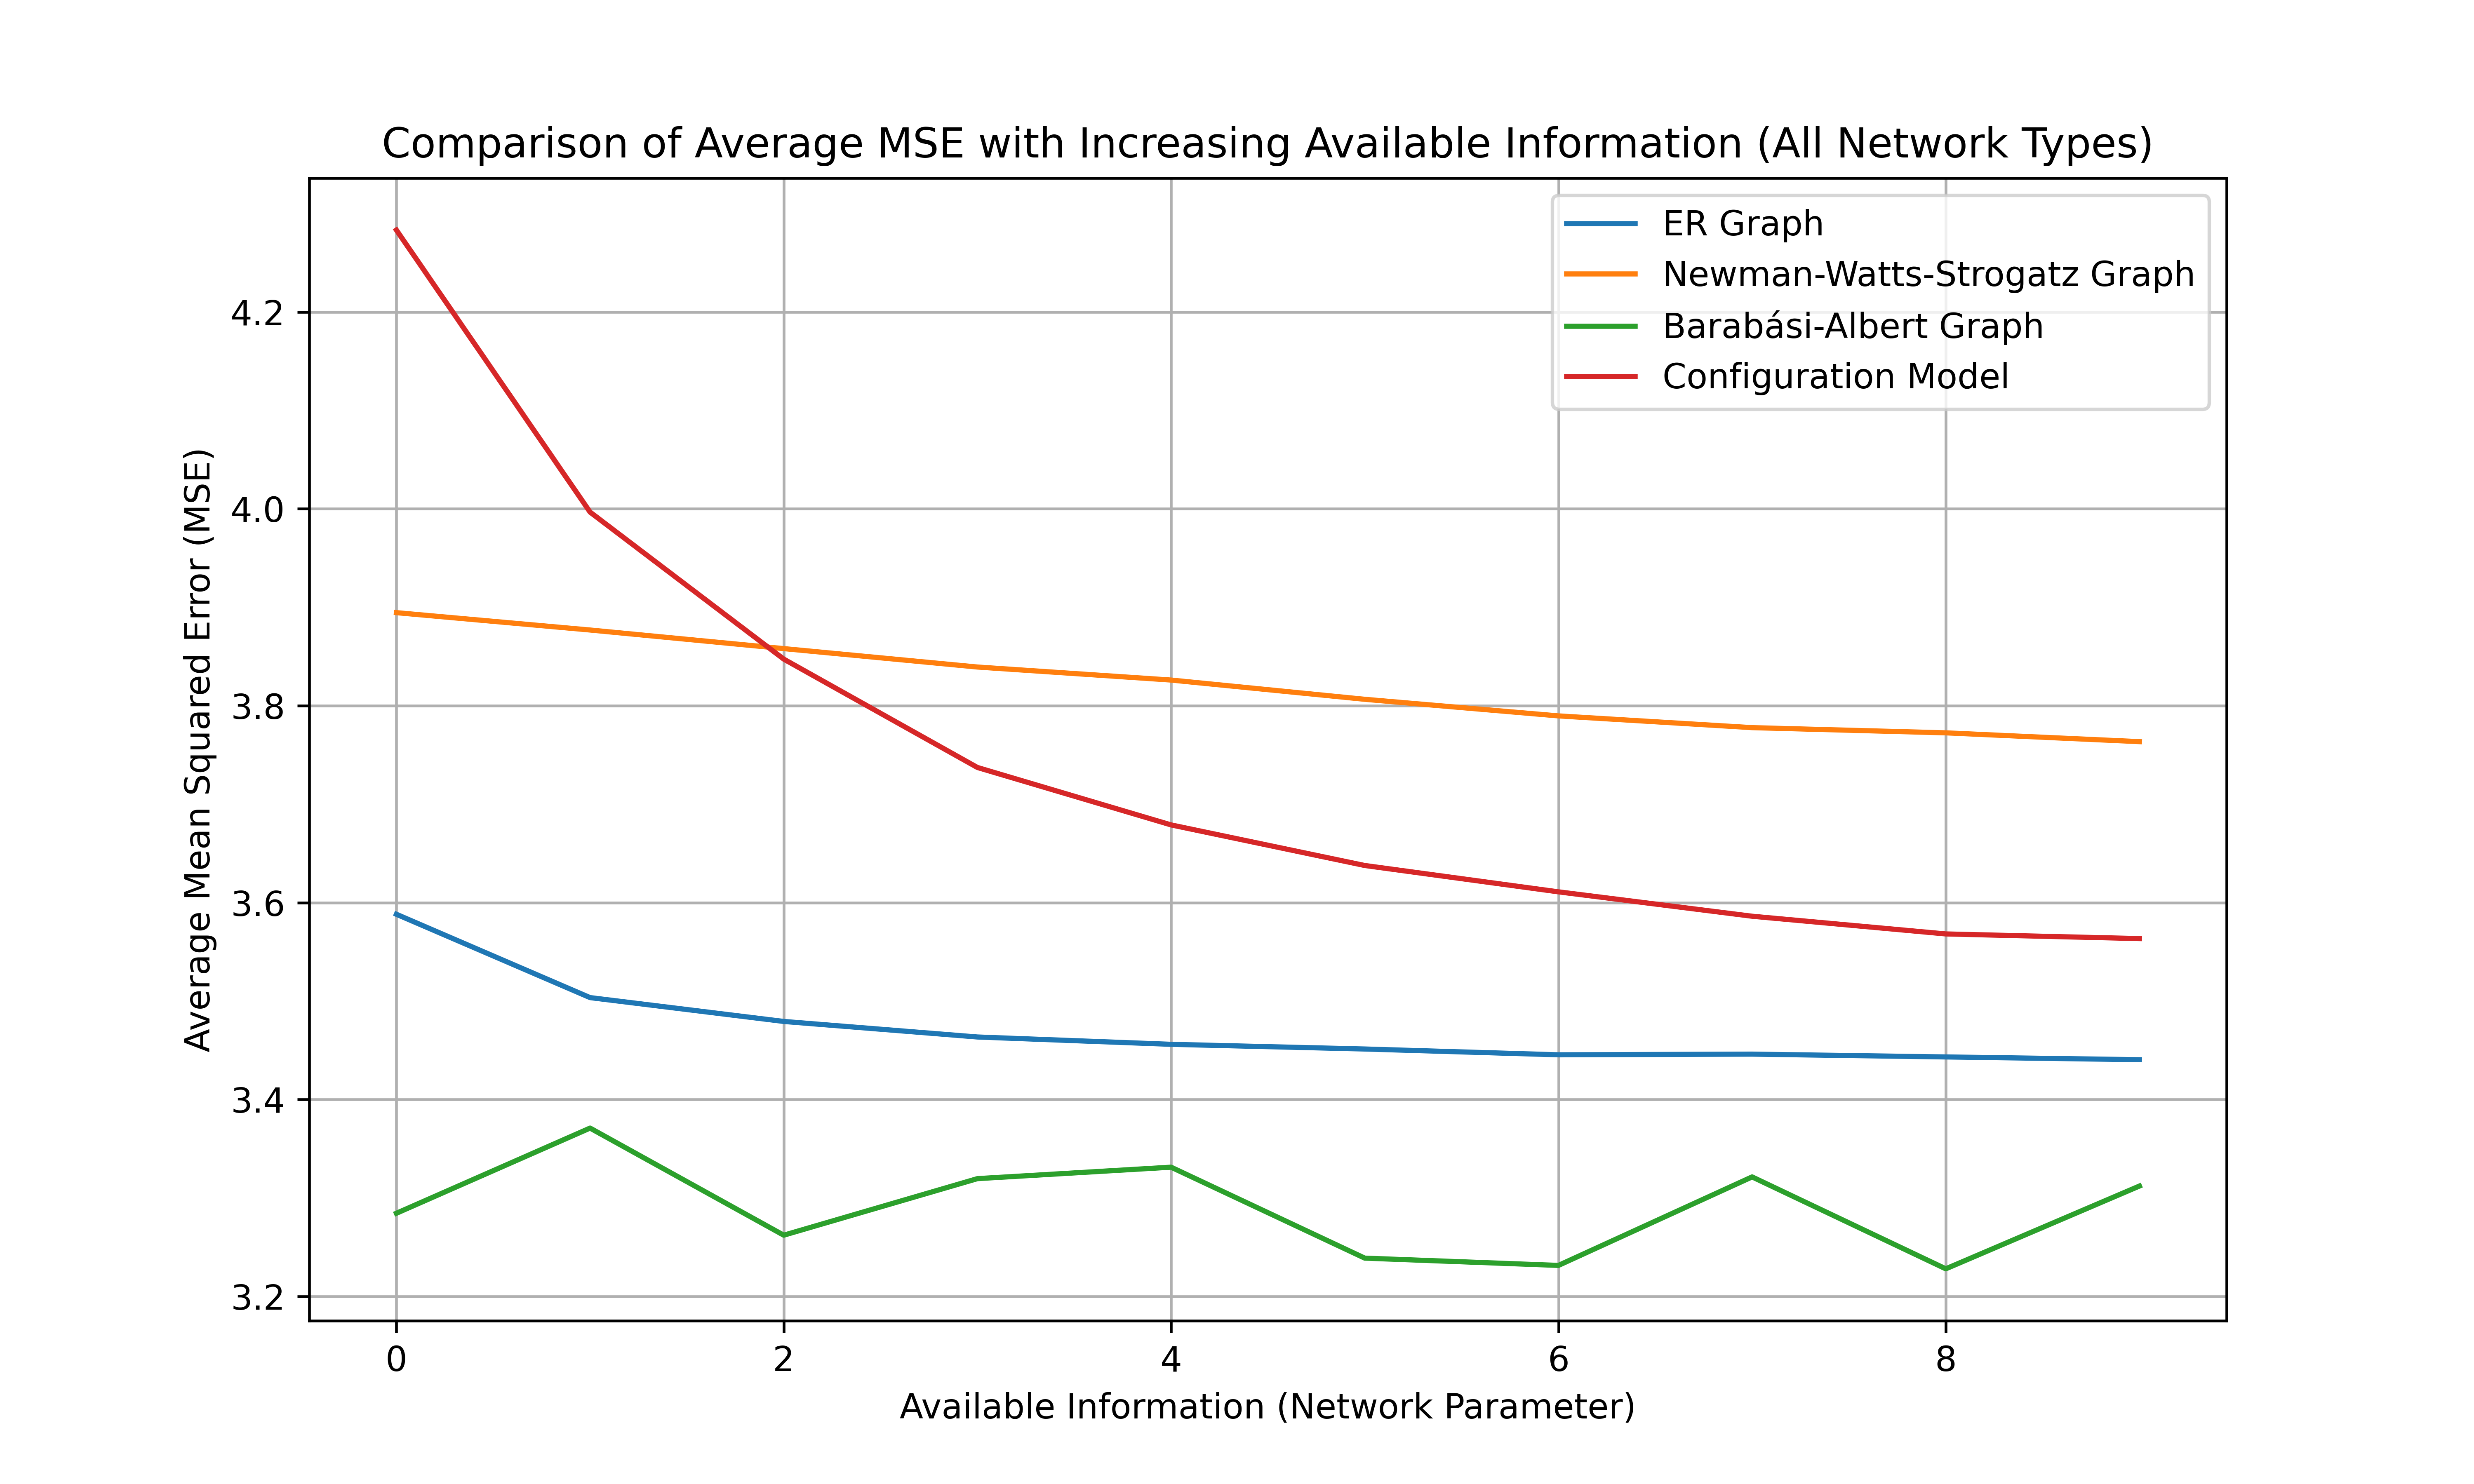 Comparison of Average MSE with Increasing Available Information (All Network Types)
ER Graph
Newman-Watts-Strogatz Graph
Barabási-Albert Graph
Configuration Model
Average Mean Squared Error (MSE)
4.2
4.0
3.8
3.6
3.4
3.2
0 2 4 6 8
Available Information (Network Parameter)